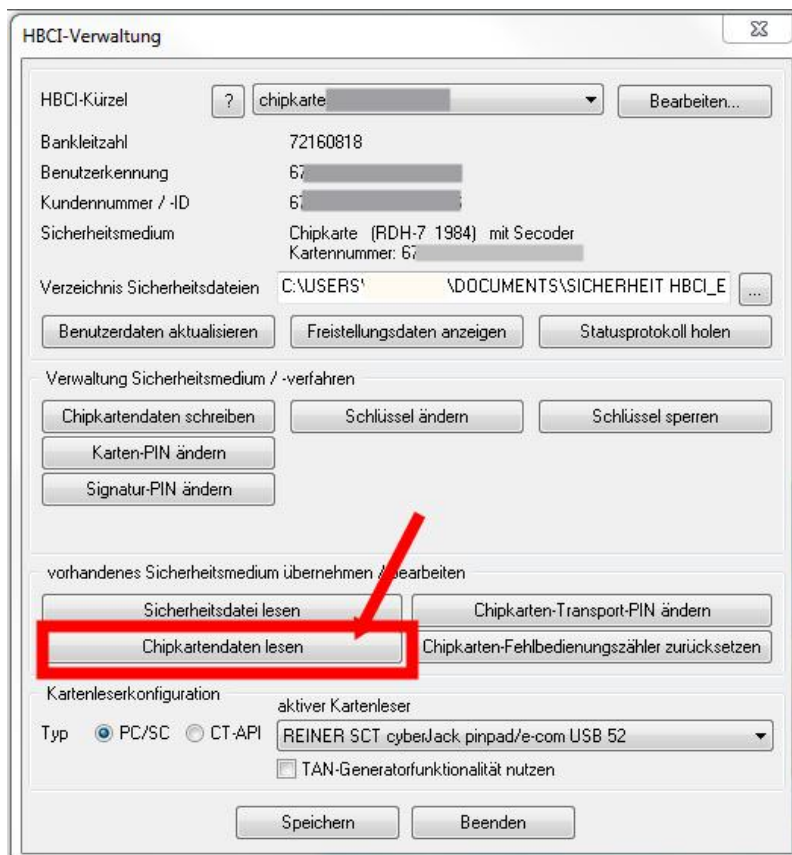 HBCI-Verwaltung
HBCI-Kürzel ? chipkarte Bearbeiten...
Bankleitzahl 72160818
Benutzerkennung 67
Kundennummer / -ID 67
Sicherheitsmedium Chipkarte (RDH-7 1984) mit Secoder
Kartennummer: 67
Verzeichnis Sicherheitsdateien C:\USERS\ \DOCUMENTS\SICHERHEIT HBCI_E ...
Benutzerdaten aktualisieren Freistellungsdaten anzeigen Statusprotokoll holen
Verwaltung Sicherheitsmedium / -verfahren
Chipkartendaten schreiben Schlüssel ändern Schlüssel sperren
Karten-PIN ändern
Signatur-PIN ändern
vorhandenes Sicherheitsmedium übernehmen / bearbeiten
Sicherheitsdatei lesen Chipkarten-Transport-PIN ändern
Chipkartendaten lesen Chipkarten-Fehlbedienungszähler zurücksetzen
Kartenleserkonfiguration
aktiver Kartenleser
Typ PC/SC CT-API REINER SCT cyberJack pinpad/e-com USB 52
TAN-Generatorfunktionalität nutzen
Speichern Beenden